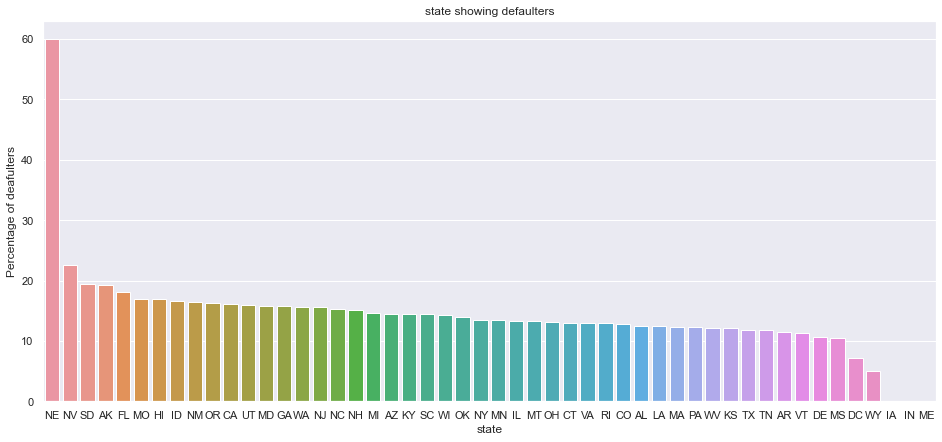 state showing defaulters
Percentage of deafulters
60
50
40
30
20
10
0
NE NV SD AK FL MO HI ID NM OR CA UT MD GA WA NJ NC NH MI AZ KY SC WI OK NY MN IL MT OH CT VA RI CO AL LA MA PA WV KS TX TN AR VT DE MS DC WY IA IN ME
state